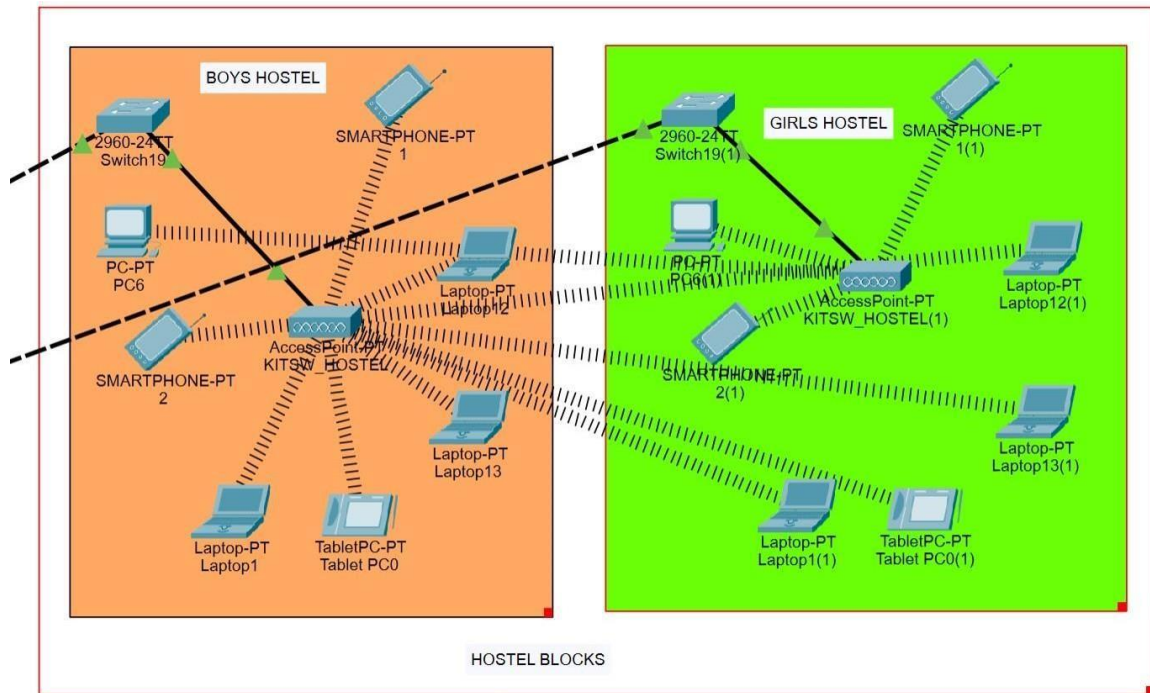 BOYS HOSTEL
2960-24TT
Switch19
SMARTPHONE-PT
1
PC-PT
PC6
Laptop-PT
Laptop12
SMARTPHONE-PT
2
AccessPoint-PT
KITSW_HOSTEL
Laptop-PT
Laptop13
Laptop-PT
Laptop1
TabletPC-PT
Tablet PC0
GIRLS HOSTEL
2960-24TT
Switch19(1)
SMARTPHONE-PT
1(1)
PC-PT
PC6(1)
AccessPoint-PT
KITSW_HOSTEL(1)
Laptop-PT
Laptop12(1)
SMARTPHONE-PT
2(1)
Laptop-PT
Laptop13(1)
Laptop-PT
Laptop1(1)
TabletPC-PT
Tablet PC0(1)
HOSTEL BLOCKS